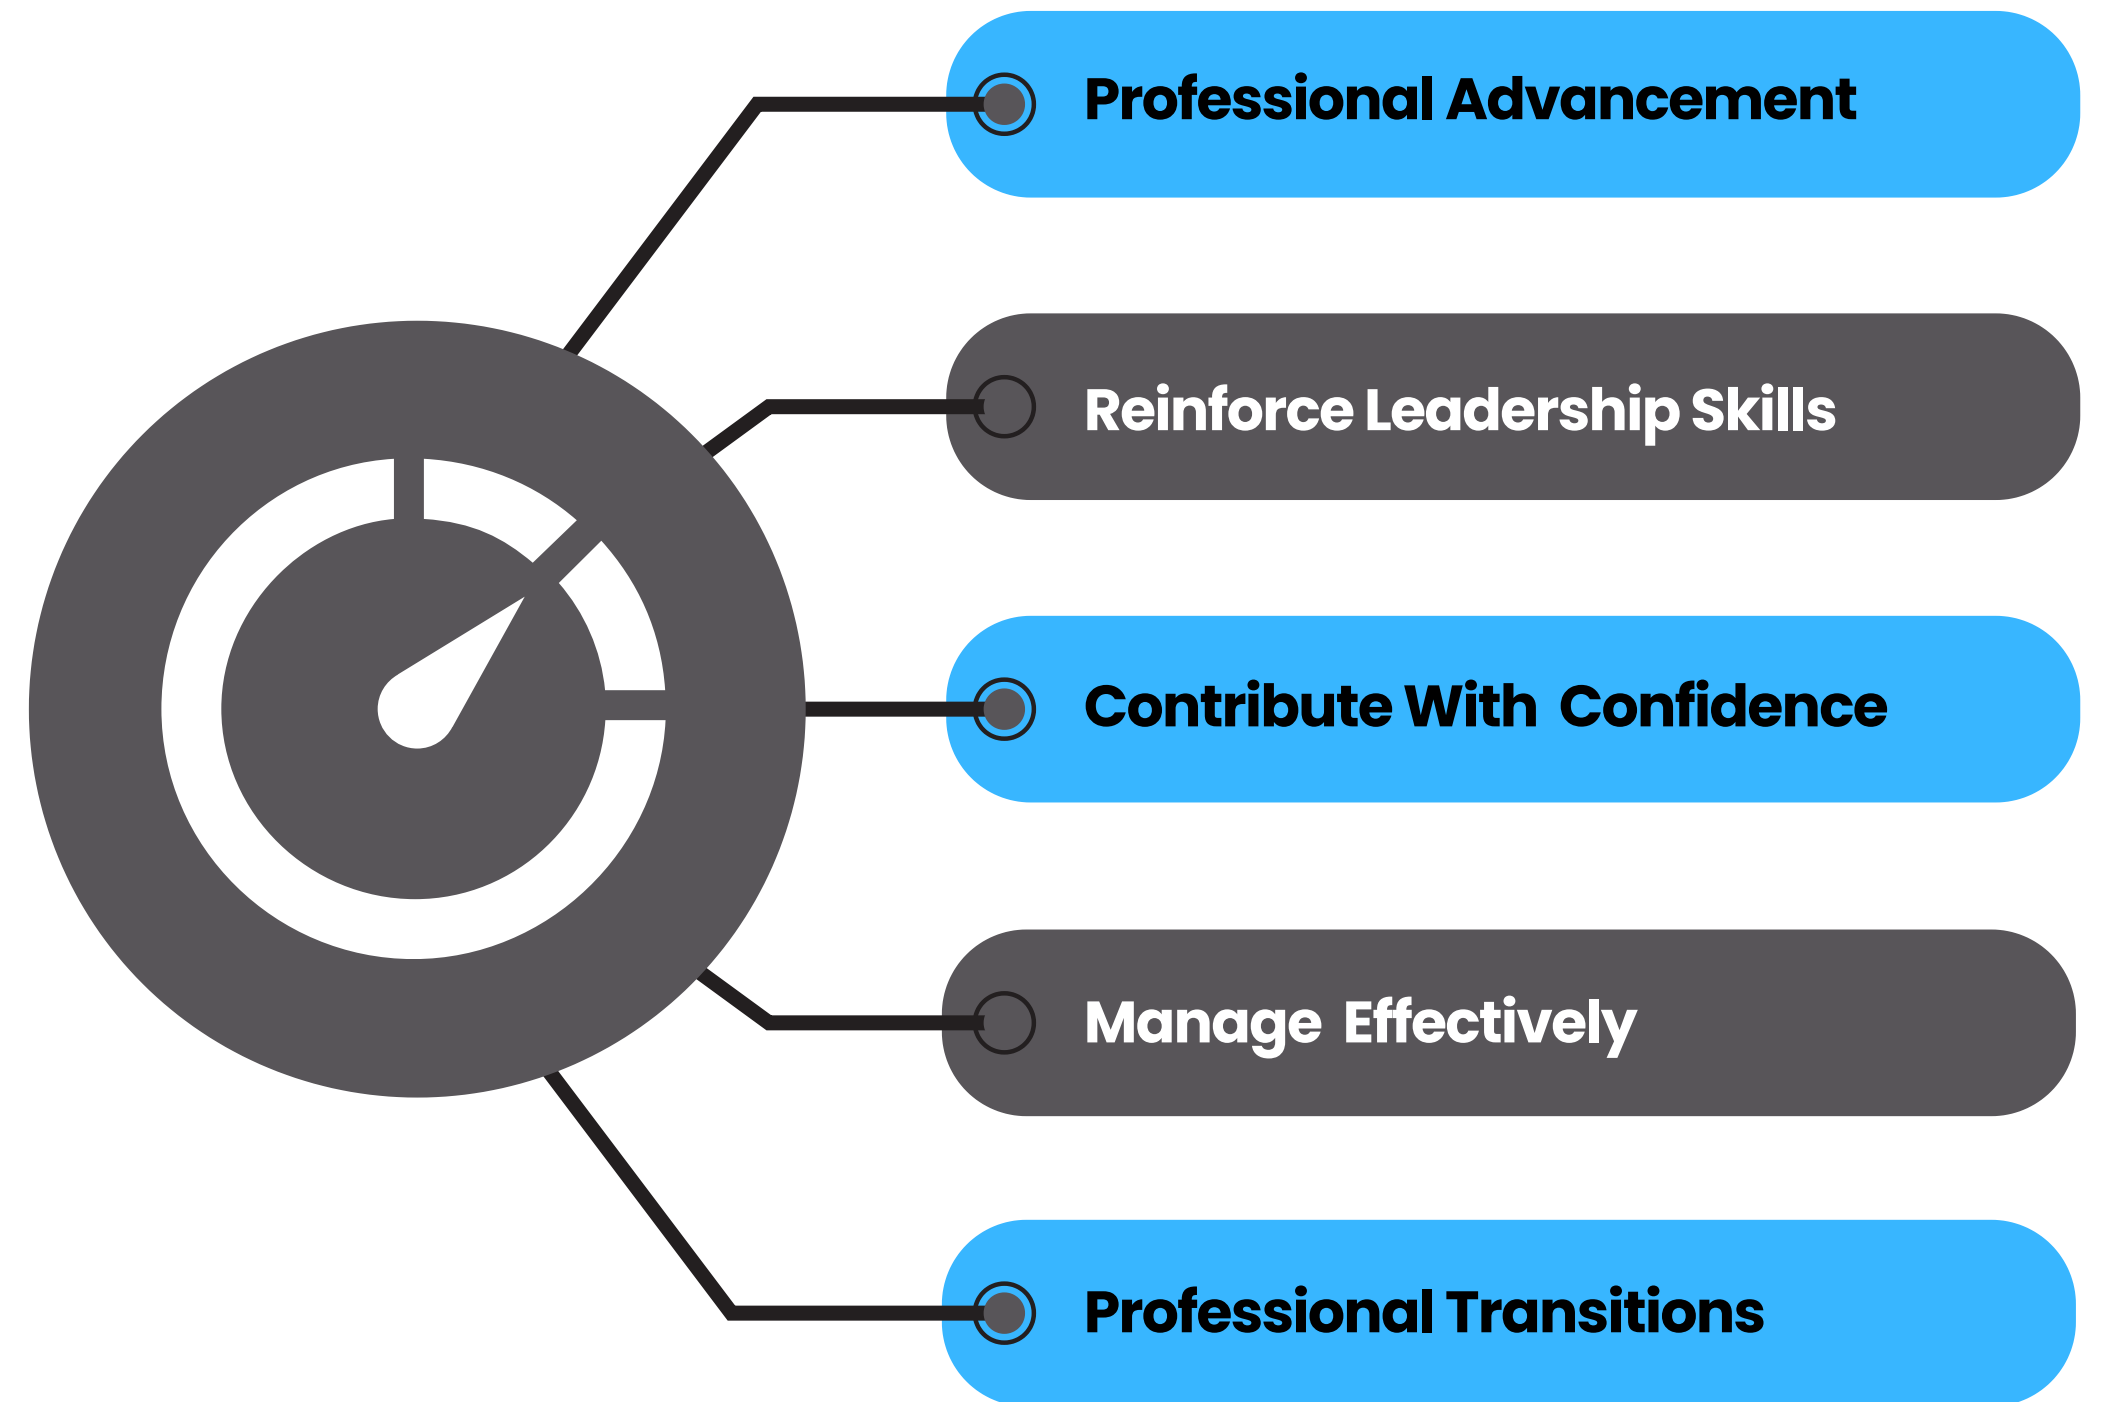 Professional Advancement
Reinforce Leadership Skills
Contribute With Confidence
Manage Effectively
Professional Transitions